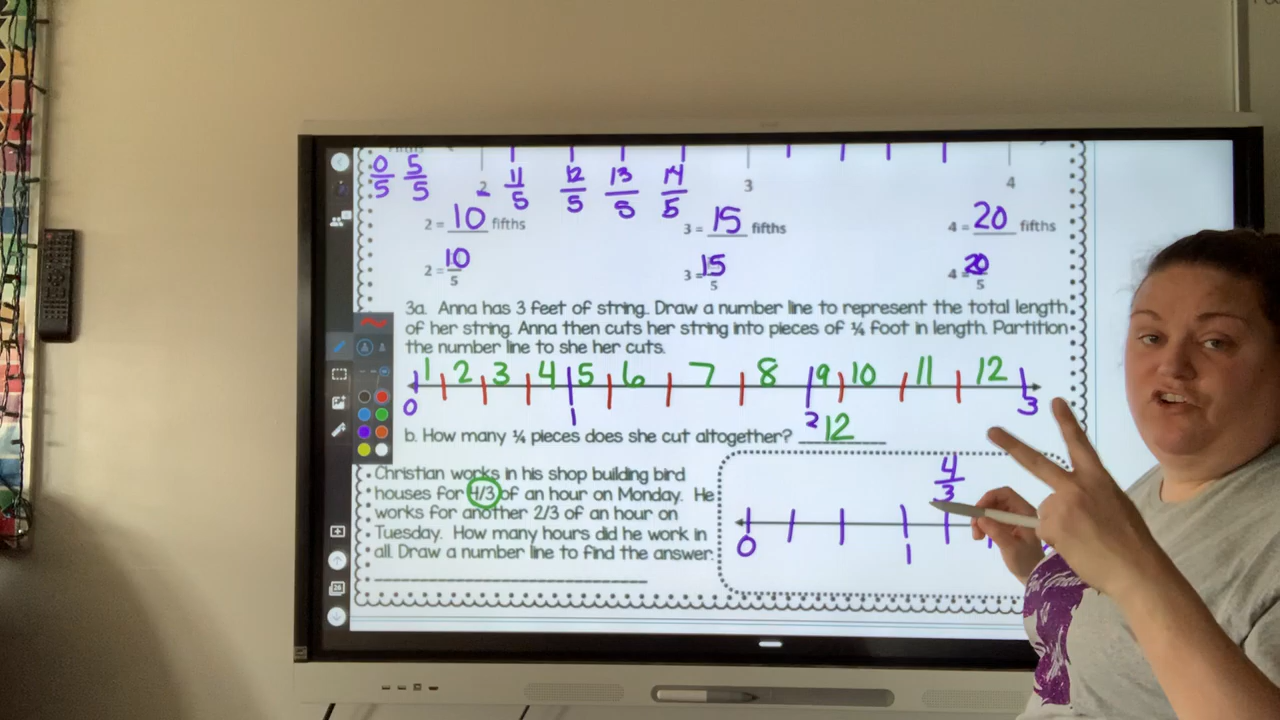 0/5 5/5 2 11/5 12/5 13/5 14/5 3 4
2 = 10 fifths 3 = 15 fifths 4 = 20 fifths
2 = 10/5 3 = 15/5 4 = 20/5
3a. Anna has 3 feet of string. Draw a number line to represent the total length
of her string. Anna then cuts her string into pieces of ¼ foot in length. Partition
the number line to she her cuts.
1 2 3 4 5 6 7 8 9 10 11 12
0 1 2 3
b. How many ¼ pieces does she cut altogether? 12
Christian works in his shop building bird
houses for 4/3 of an hour on Monday. He
works for another 2/3 of an hour on
Tuesday. How many hours did he work in
all. Draw a number line to find the answer.
4/3
0 1